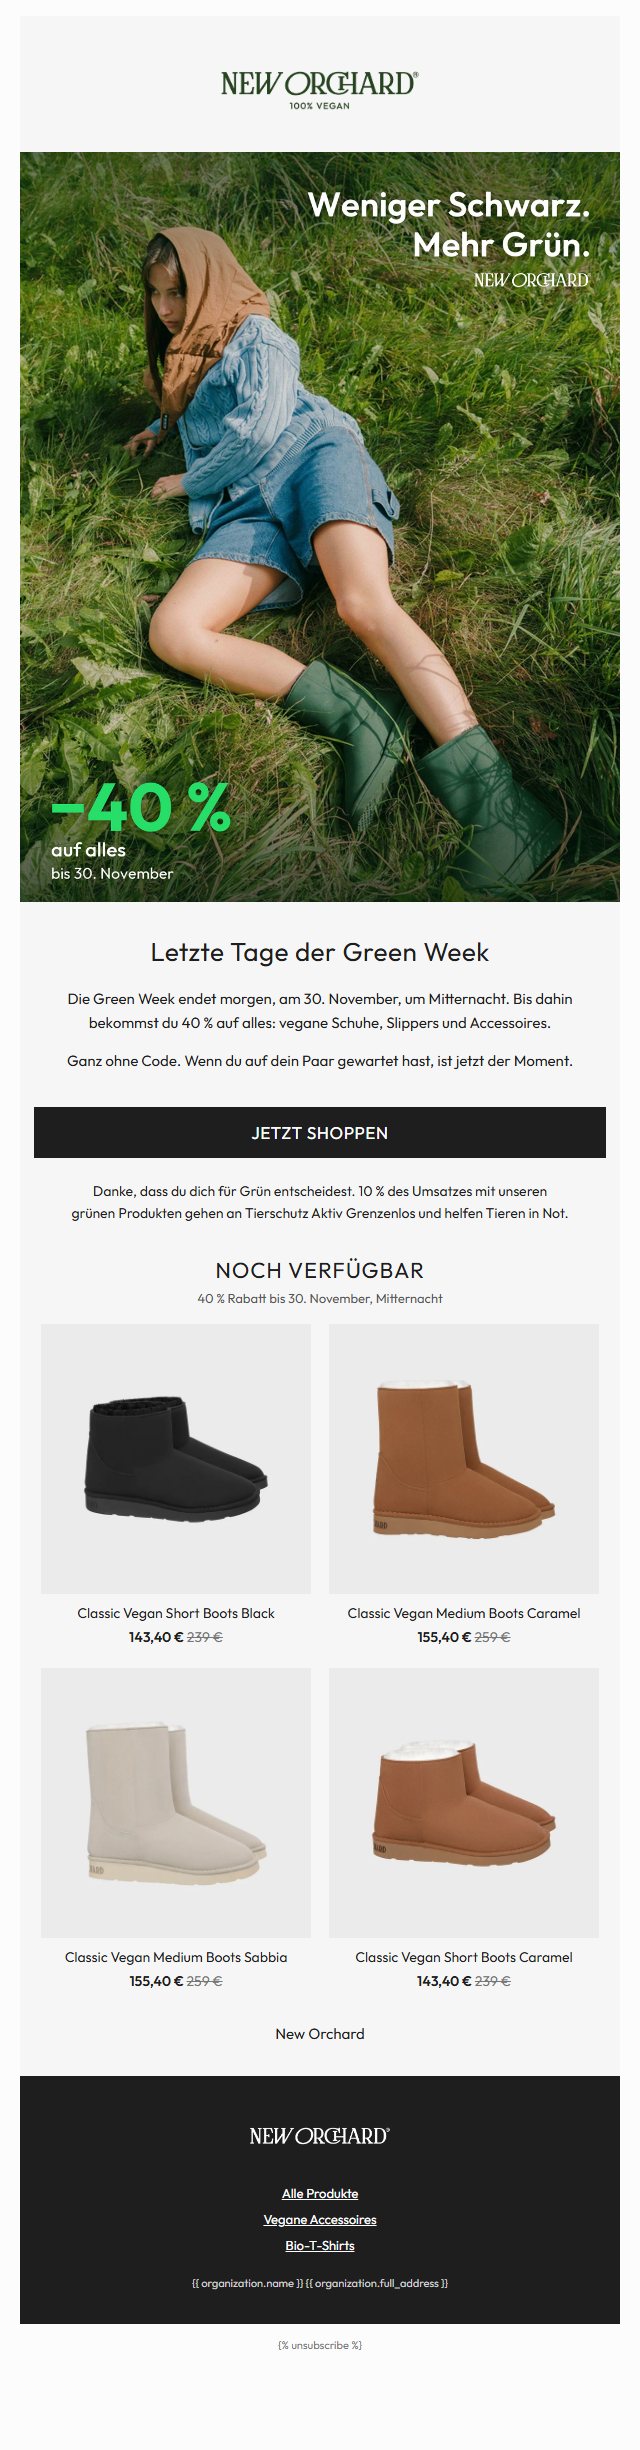 NEW ORCHARD®
100% VEGAN
Weniger Schwarz.
Mehr Grün.
NEW ORCHARD
–40 %
auf alles
bis 30. November
Letzte Tage der Green Week
Die Green Week endet morgen, am 30. November, um Mitternacht. Bis dahin
bekommst du 40 % auf alles: vegane Schuhe, Slippers und Accessoires.
Ganz ohne Code. Wenn du auf dein Paar gewartet hast, ist jetzt der Moment.
JETZT SHOPPEN
Danke, dass du dich für Grün entscheidest. 10 % des Umsatzes mit unseren
grünen Produkten gehen an Tierschutz Aktiv Grenzenlos und helfen Tieren in Not.
NOCH VERFÜGBAR
40 % Rabatt bis 30. November, Mitternacht
Classic Vegan Short Boots Black
143,40 € 239 €
Classic Vegan Medium Boots Caramel
155,40 € 259 €
Classic Vegan Medium Boots Sabbia
155,40 € 259 €
Classic Vegan Short Boots Caramel
143,40 € 239 €
New Orchard
NEW ORCHARD®
Alle Produkte
Vegane Accessoires
Bio-T-Shirts
{{ organization.name }} {{ organization.full_address }}
{% unsubscribe %}